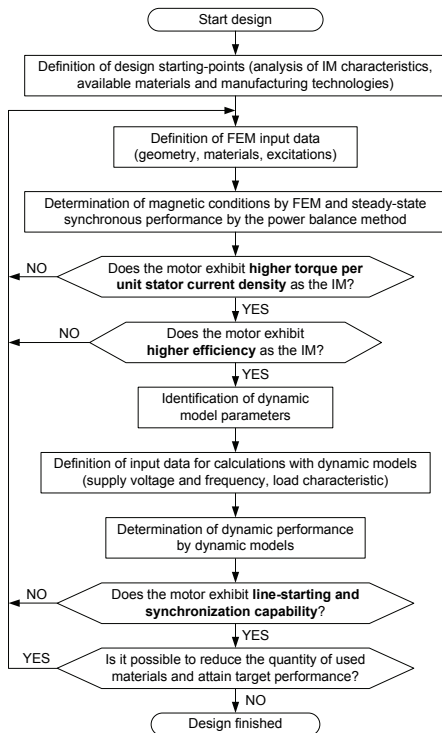 Start design
Definition of design starting-points (analysis of IM characteristics,
available materials and manufacturing technologies)
Definition of FEM input data
(geometry, materials, excitations)
Determination of magnetic conditions by FEM and steady-state
synchronous performance by the power balance method
NO
Does the motor exhibit higher torque per
unit stator current density as the IM?
YES
NO
Does the motor exhibit
higher efficiency as the IM?
YES
Identification of dynamic
model parameters
Definition of input data for calculations with dynamic models
(supply voltage and frequency, load characteristic)
Determination of dynamic performance
by dynamic models
NO
Does the motor exhibit line-starting and
synchronization capability?
YES
YES
Is it possible to reduce the quantity of used
materials and attain target performance?
NO
Design finished